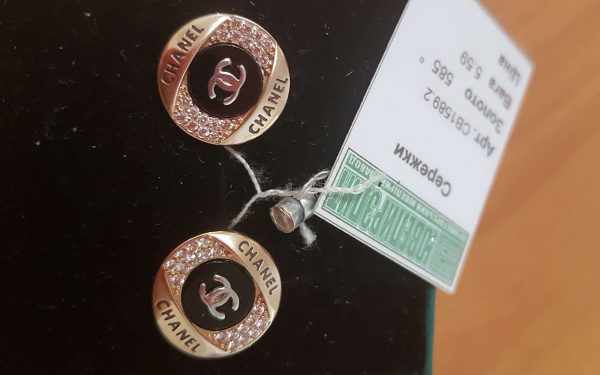 CHANEL
CHANEL
CHANEL
CHANEL
Сережки
Арт.СВ1589.2
Золото 585°
Вага 5.59
Ціна